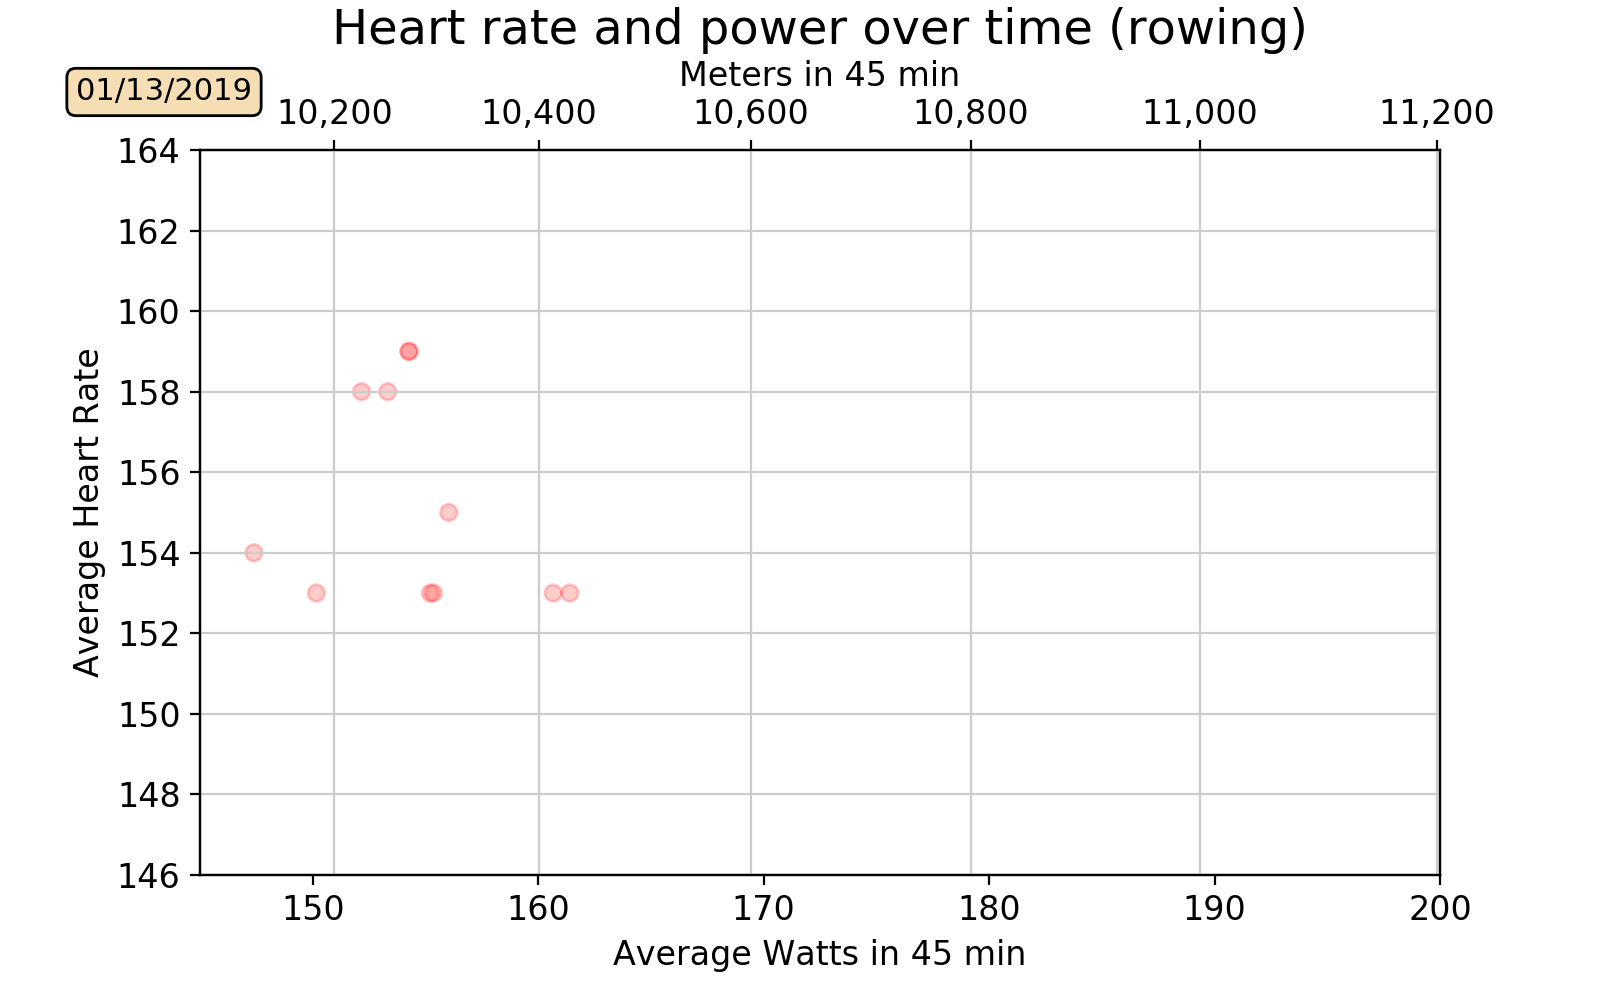 Heart rate and power over time (rowing)
Meters in 45 min
01/13/2019
10,200 10,400 10,600 10,800 11,000 11,200
164
162
160
158
156
154
152
150
148
146
Average Heart Rate
150 160 170 180 190 200
Average Watts in 45 min